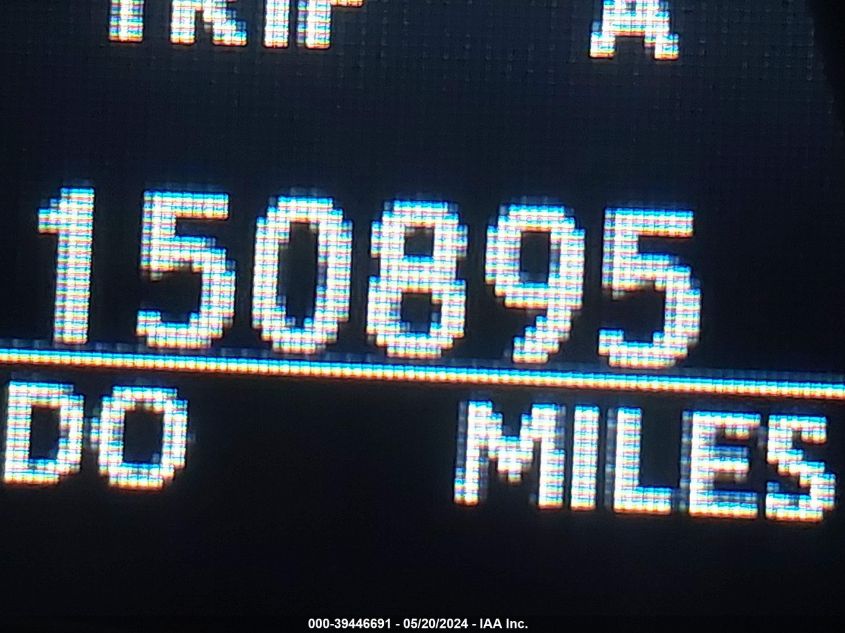 TRIP A
150895
DO MILES
000-39446691 - 05/20/2024 - IAA Inc.